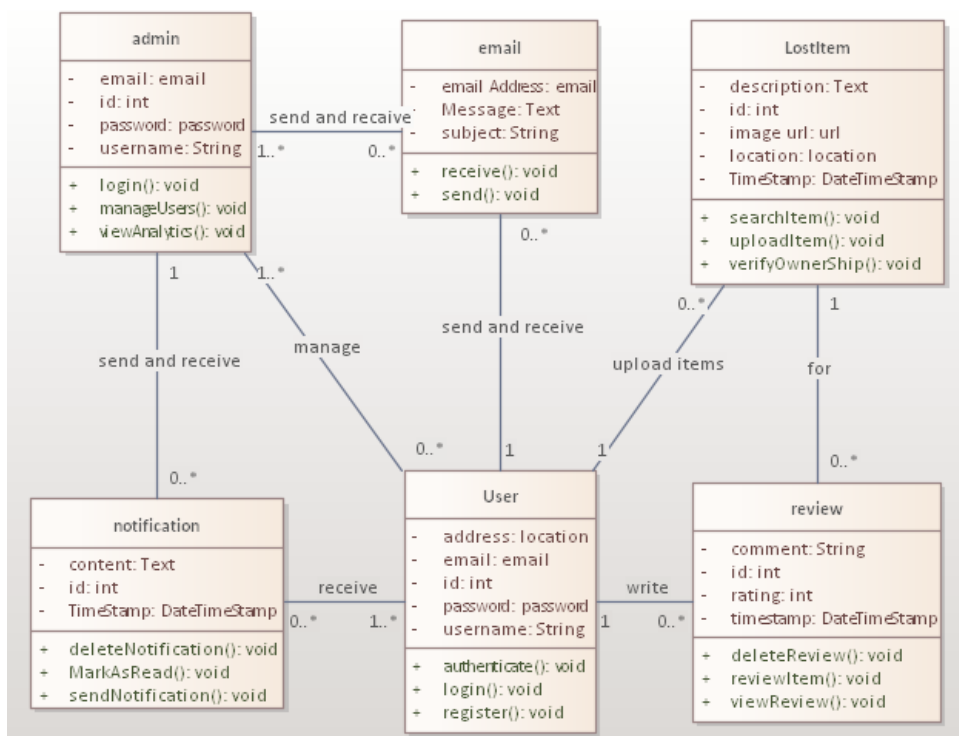 admin
- email: email
- id: int
- password: password
- username: String
+ login(): void
+ manageUsers(): void
+ viewAnalytics(): void
email
- email Address: email
- Message: Text
- subject: String
+ receive(): void
+ send(): void
LostItem
- description: Text
- id: int
- image url: url
- location: location
- TimeStamp: DateTimeStamp
+ searchItem(): void
+ uploadItem(): void
+ verifyOwnerShip(): void
send and recaive
1..*
0..*
0..*
1
1..*
0..*
1
send and receive
manage
send and receive
upload items
for
0..*
0..*
1
1
0..*
notification
- content: Text
- id: int
- TimeStamp: DateTimeStamp
+ deleteNotification(): void
+ MarkAsRead(): void
+ sendNotification(): void
receive
0..*
1..*
User
- address: location
- email: email
- id: int
- password: password
- username: String
+ authenticate(): void
+ login(): void
+ register(): void
write
1
0..*
review
- comment: String
- id: int
- rating: int
- timestamp: DateTimeStamp
+ deleteReview(): void
+ reviewItem(): void
+ viewReview(): void